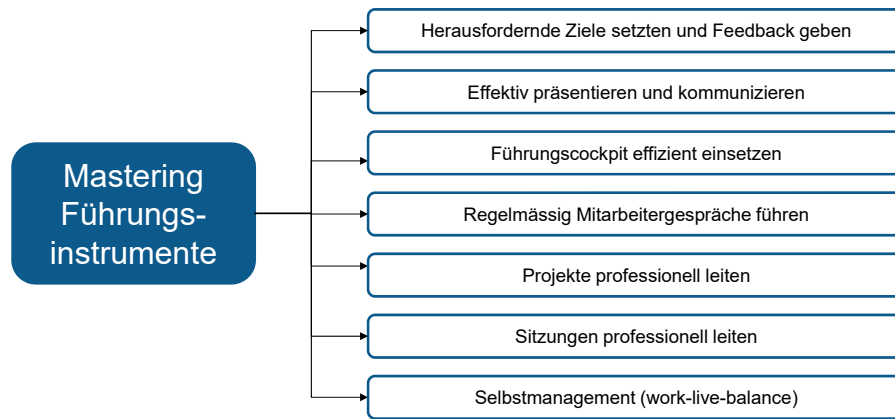 Herausfordernde Ziele setzten und Feedback geben
Effektiv präsentieren und kommunizieren
Führungscockpit effizient einsetzen
Mastering
Führungs-
instrumente
Regelmässig Mitarbeitergespräche führen
Projekte professionell leiten
Sitzungen professionell leiten
Selbstmanagement (work-live-balance)